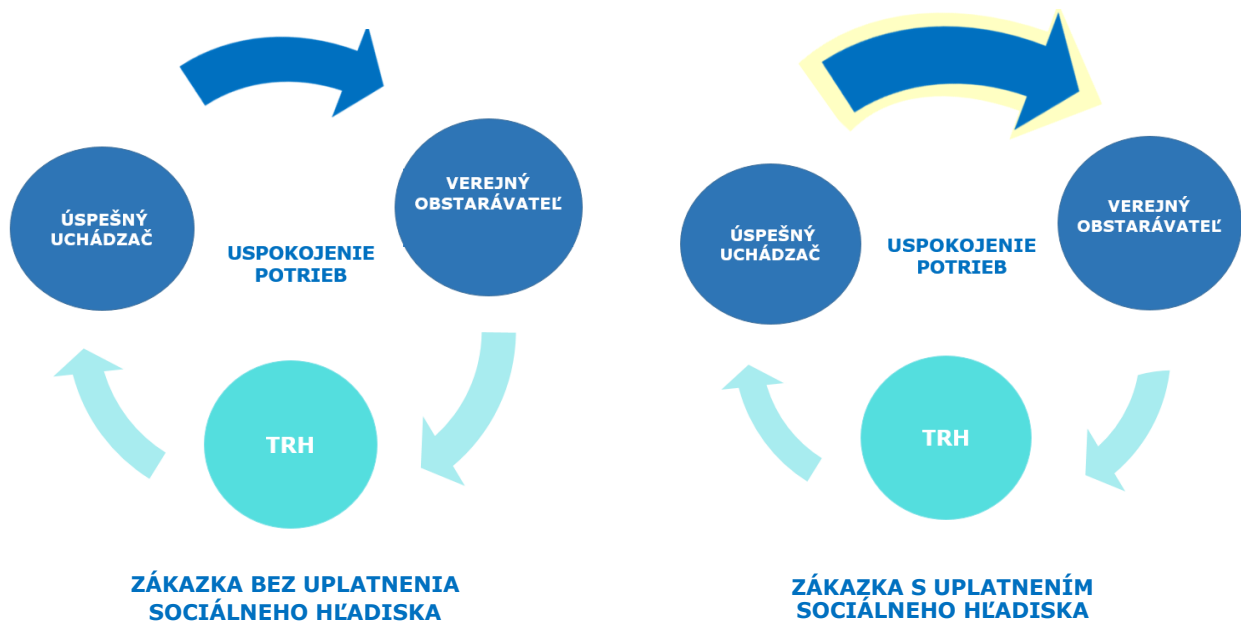 ÚSPEŠNÝ
UCHÁDZAČ
VEREJNÝ
OBSTARÁVATEĽ
USPOKOJENIE
POTRIEB
TRH
ZÁKAZKA BEZ UPLATNENIA
SOCIÁLNEHO HĽADISKA
ÚSPEŠNÝ
UCHÁDZAČ
VEREJNÝ
OBSTARÁVATEĽ
USPOKOJENIE
POTRIEB
TRH
ZÁKAZKA S UPLATNENÍM
SOCIÁLNEHO HĽADISKA